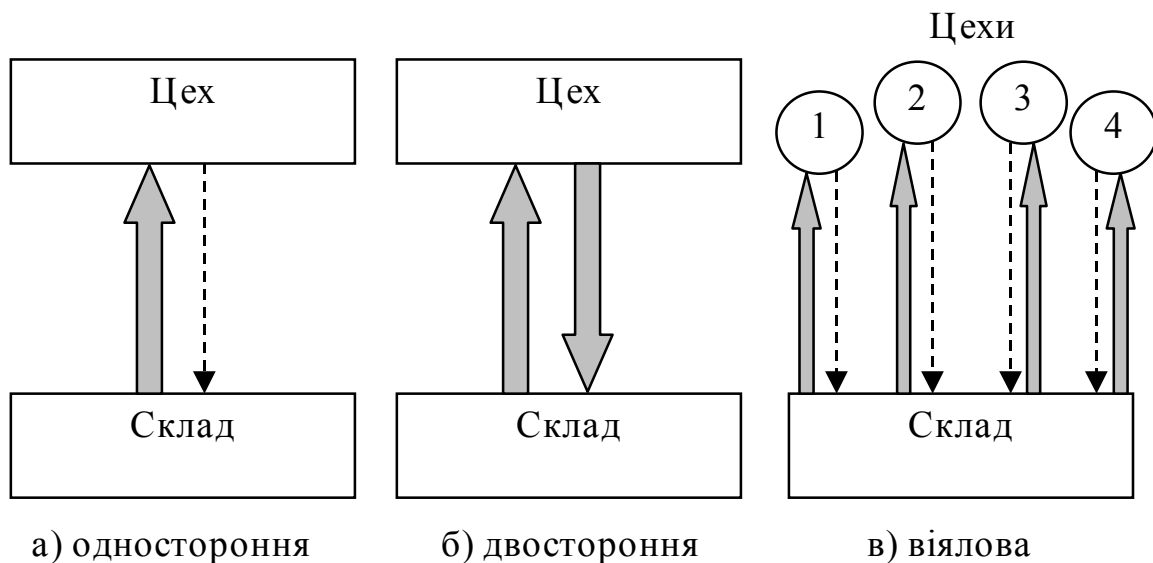 Цехи
Цех
Цех
1
2
3
4
Склад
Склад
Склад
а) одностороння
б) двостороння
в) віялова